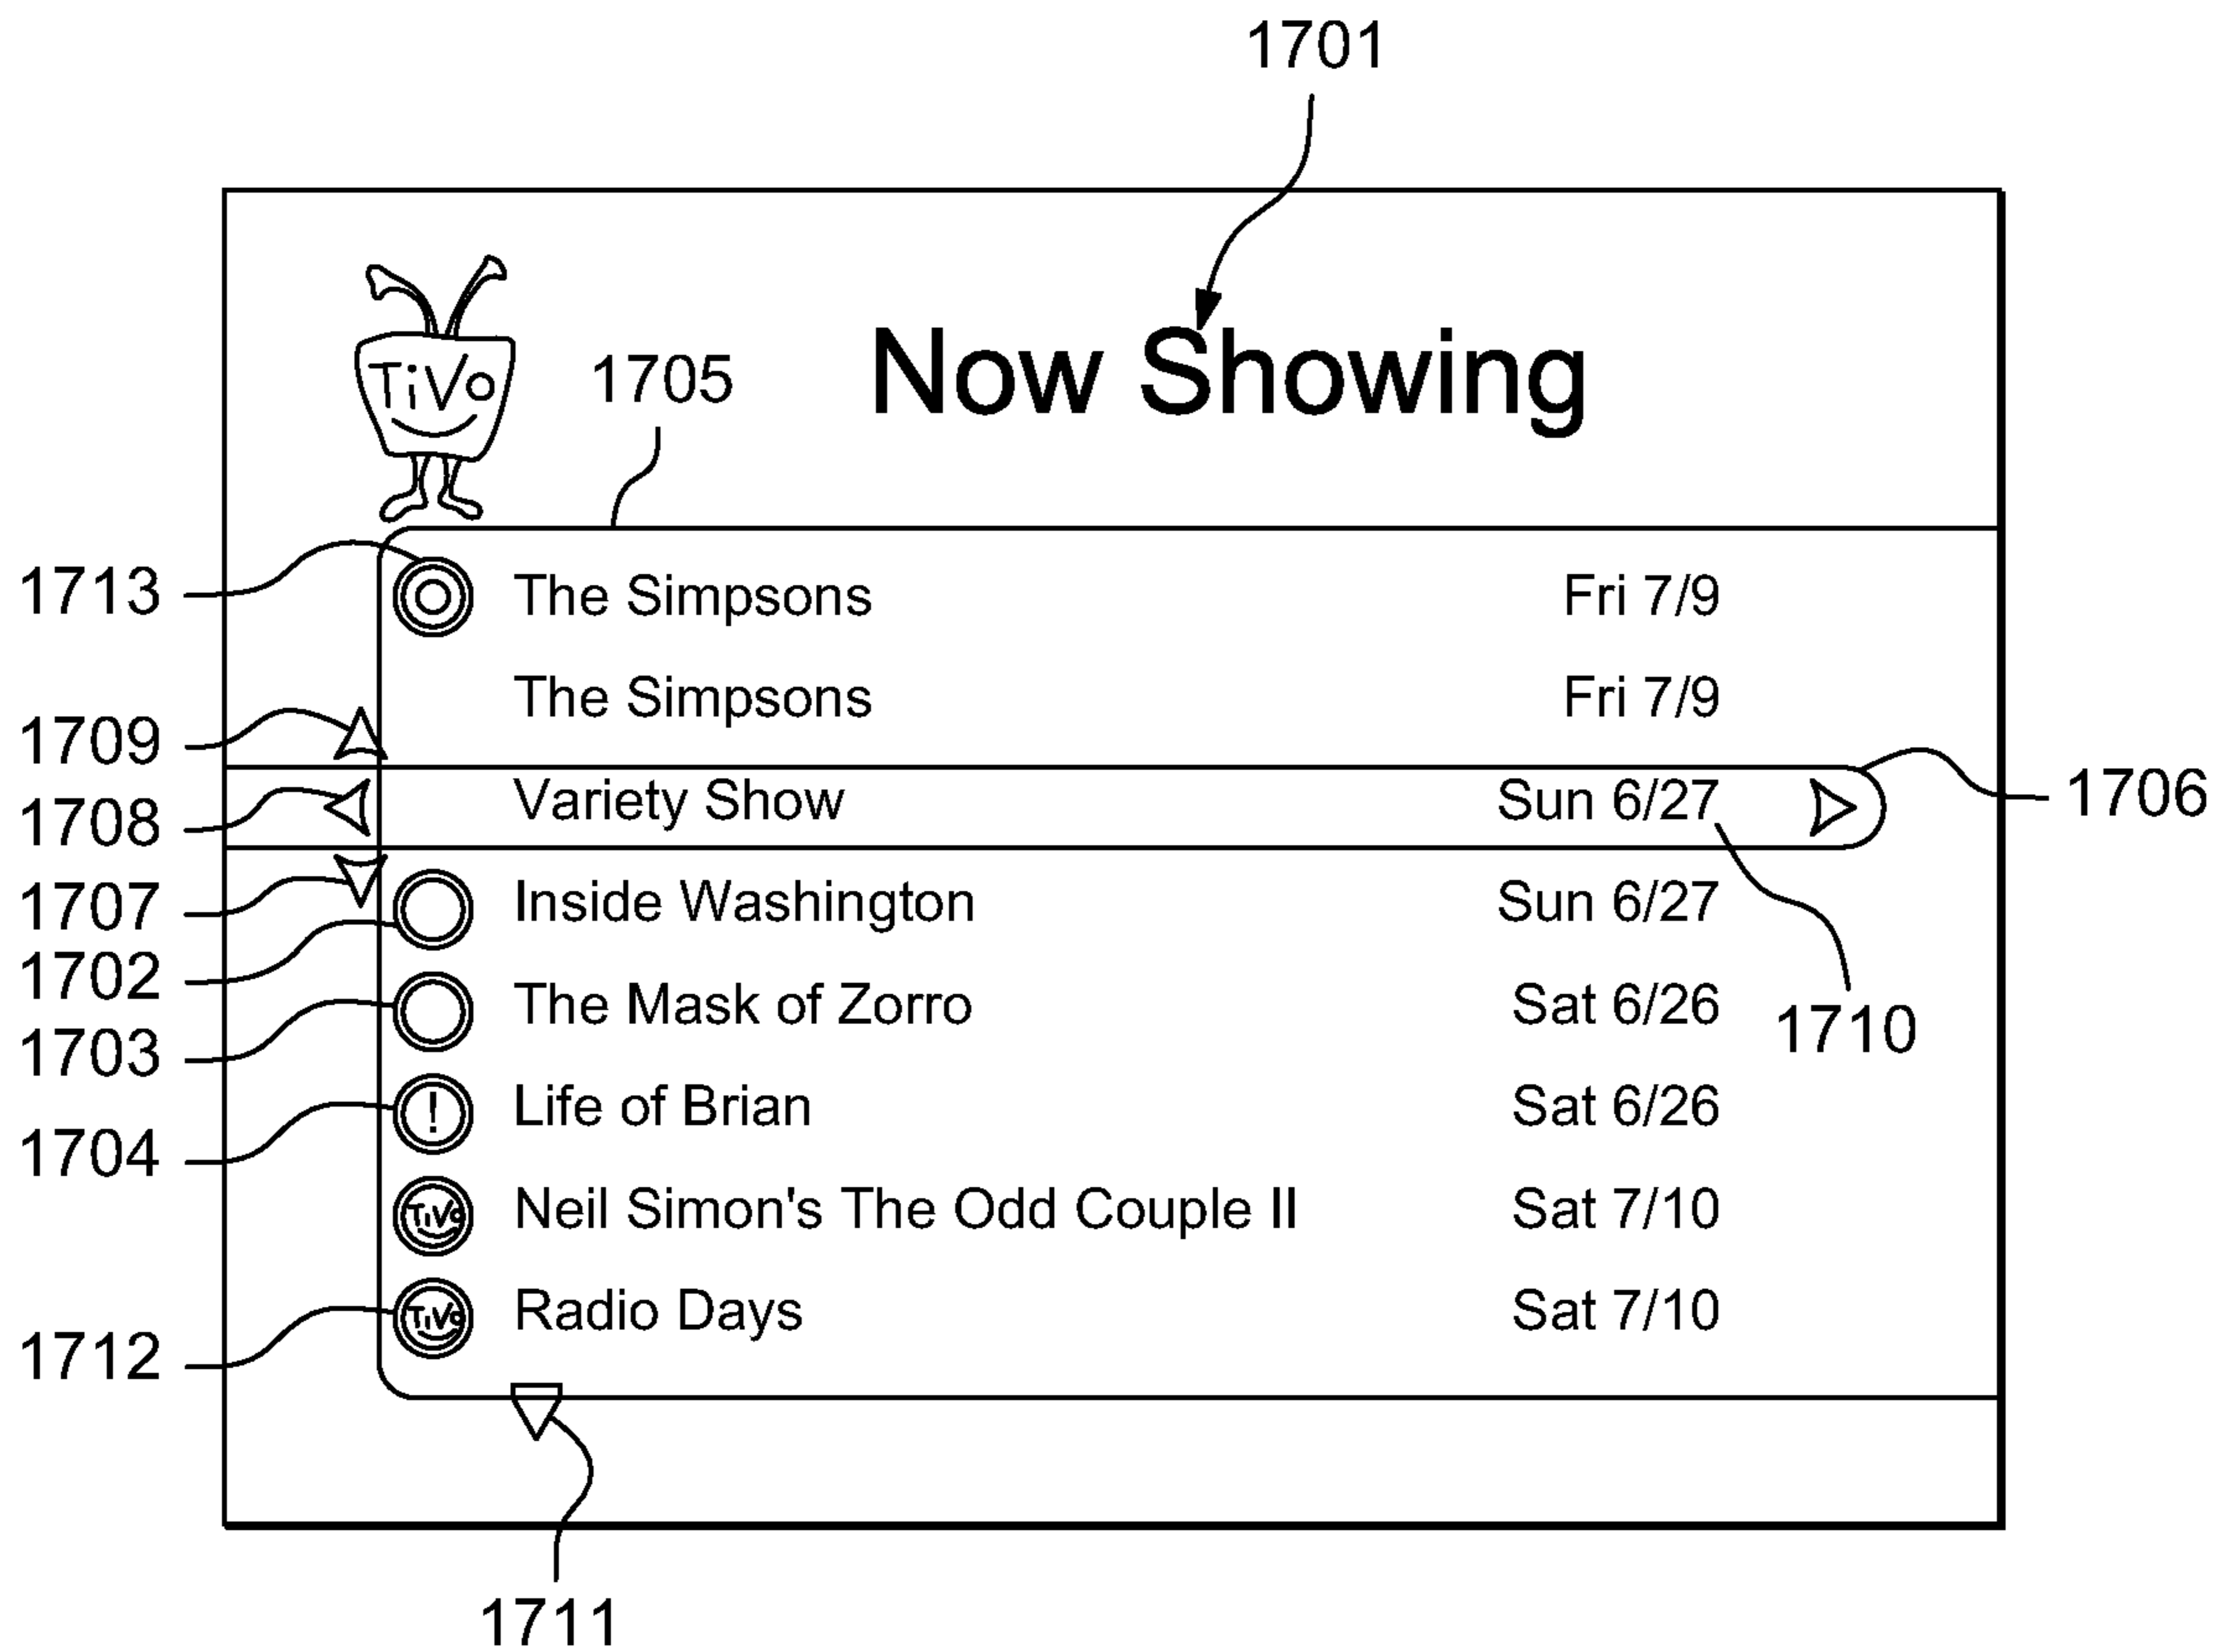 1701
TiVo
1705
Now Showing
1713
The Simpsons Fri 7/9
The Simpsons Fri 7/9
1709
1708
Variety Show Sun 6/27
1706
1707
Inside Washington Sun 6/27
1702
The Mask of Zorro Sat 6/26
1710
1703
! Life of Brian Sat 6/26
1704
TiVo Neil Simon's The Odd Couple II Sat 7/10
TiVo Radio Days Sat 7/10
1712
1711